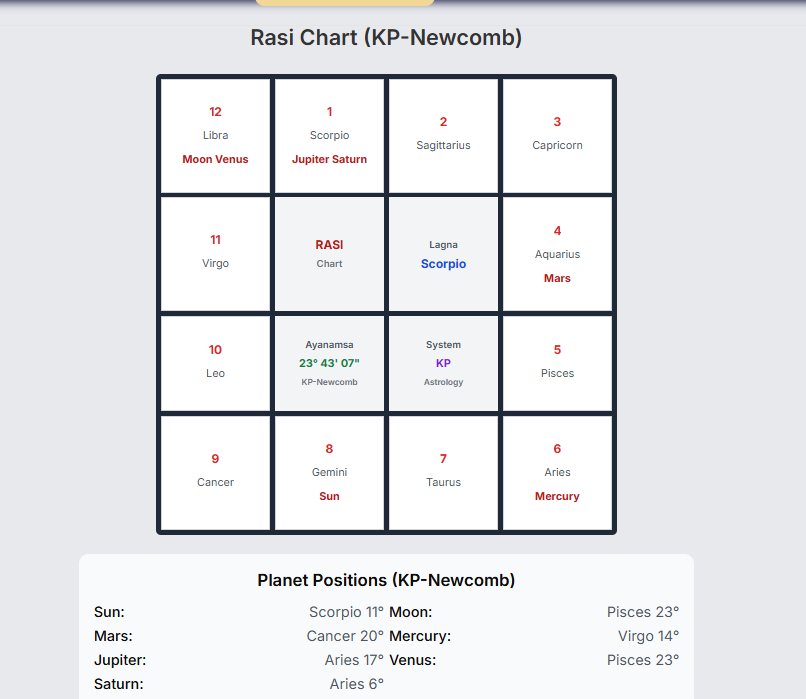 Rasi Chart (KP-Newcomb)
12
Libra
Moon Venus
1
Scorpio
Jupiter Saturn
2
Sagittarius
3
Capricorn
11
Virgo
RASI
Chart
Lagna
Scorpio
4
Aquarius
Mars
10
Leo
Ayanamsa
23° 43' 07"
KP-Newcomb
System
KP
Astrology
5
Pisces
9
Cancer
8
Gemini
Sun
7
Taurus
6
Aries
Mercury
Planet Positions (KP-Newcomb)
Sun: Scorpio 11° Moon: Pisces 23°
Mars: Cancer 20° Mercury: Virgo 14°
Jupiter: Aries 17° Venus: Pisces 23°
Saturn: Aries 6°